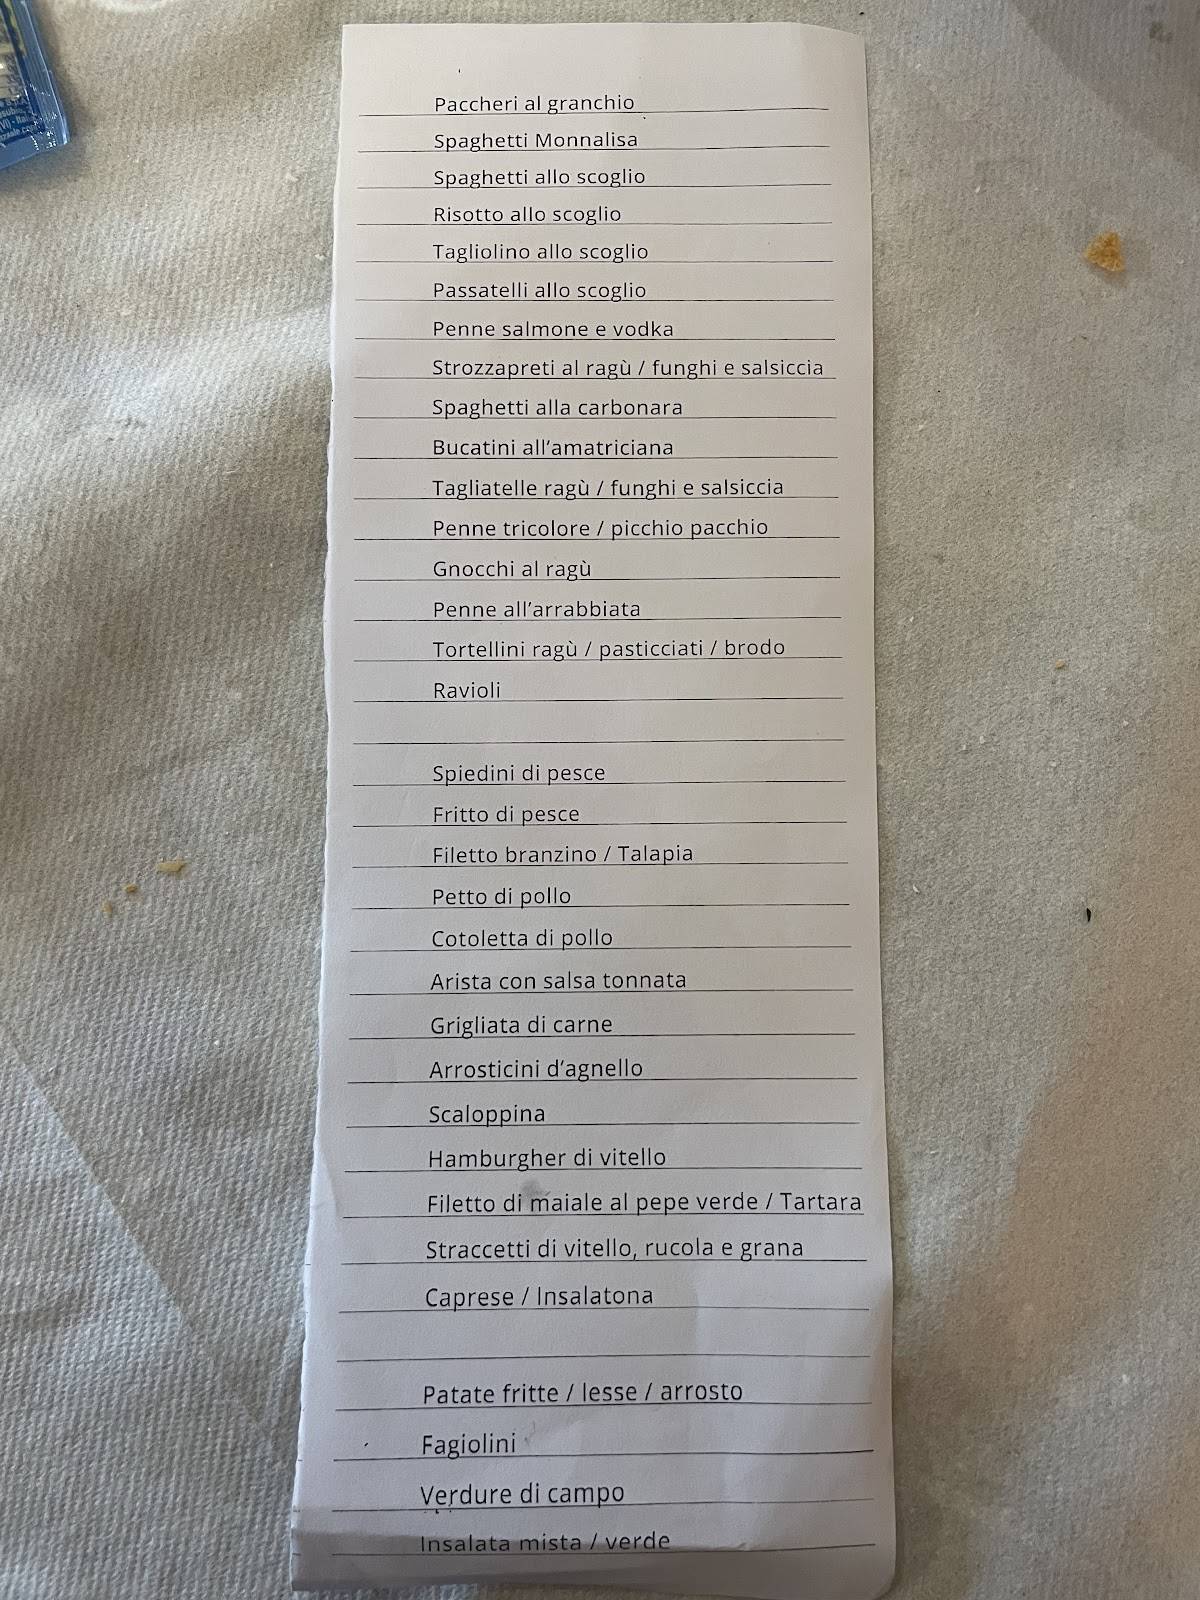 Paccheri al granchio
Spaghetti Monnalisa
Spaghetti allo scoglio
Risotto allo scoglio
Tagliolino allo scoglio
Passatelli allo scoglio
Penne salmone e vodka
Strozzapreti al ragù / funghi e salsiccia
Spaghetti alla carbonara
Bucatini all'amatriciana
Tagliatelle ragù / funghi e salsiccia
Penne tricolore / picchio pacchio
Gnocchi al ragù
Penne all'arrabbiata
Tortellini ragù / pasticciati / brodo
Ravioli
Spiedini di pesce
Fritto di pesce
Filetto branzino / Talapia
Petto di pollo
Cotoletta di pollo
Arista con salsa tonnata
Grigliata di carne
Arrosticini d'agnello
Scaloppina
Hamburgher di vitello
Filetto di maiale al pepe verde / Tartara
Straccetti di vitello, rucola e grana
Caprese / Insalatona
Patate fritte / lesse / arrosto
Fagiolini
Verdure di campo
Insalata mista / verde